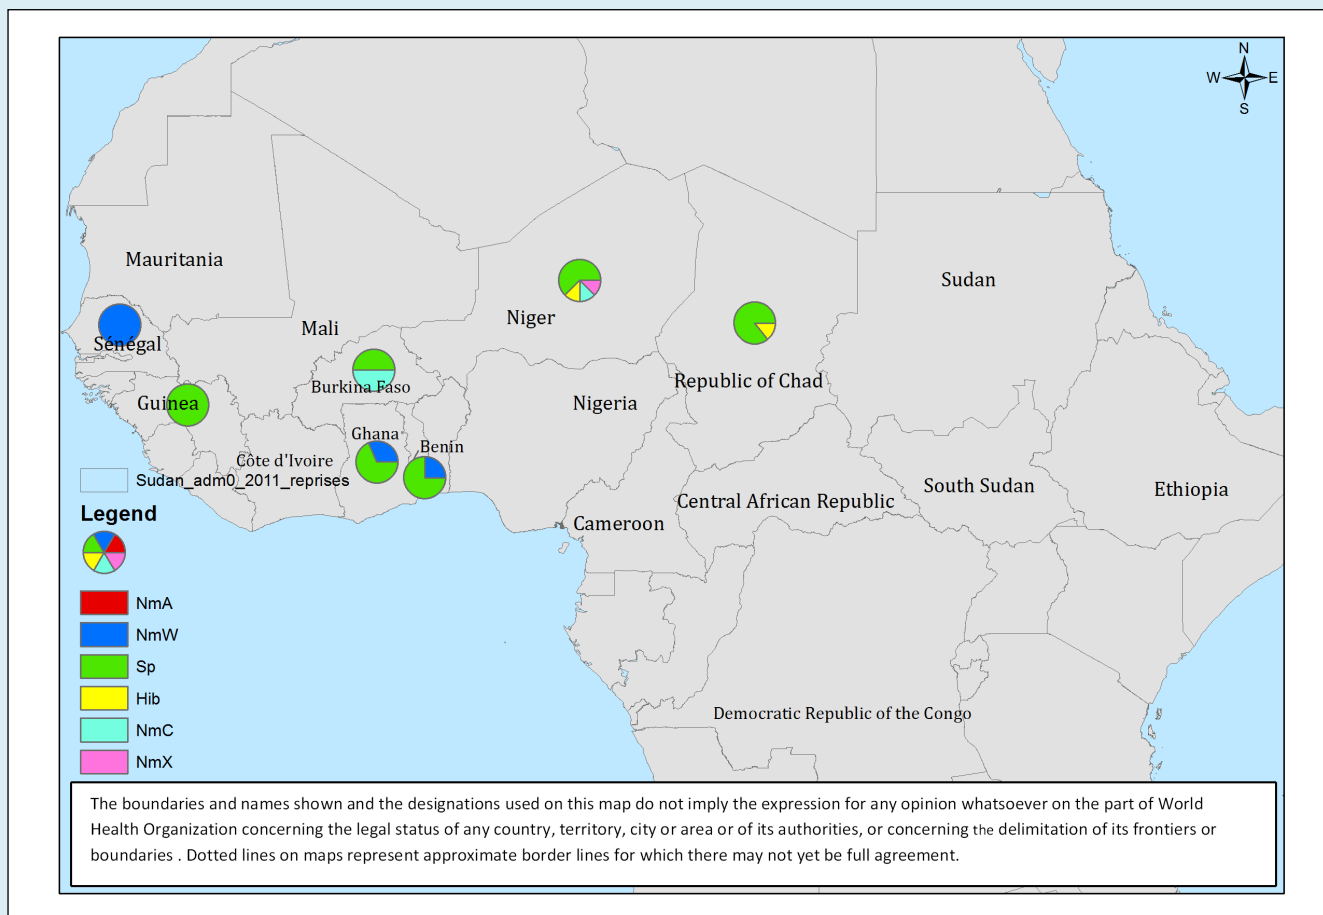 N
W E
S
Mauritania
Sudan
Niger
Mali
Sénégal
Republic of Chad
Burkina Faso
Guinea
Nigeria
Ghana
Benin
Côte d'Ivoire
Sudan_adm0_2011_reprises
South Sudan
Ethiopia
Central African Republic
Cameroon
Legend
NmA
NmW
Sp
Hib
NmC
NmX
Democratic Republic of the Congo
The boundaries and names shown and the designations used on this map do not imply the expression for any opinion whatsoever on the part of World
Health Organization concerning the legal status of any country, territory, city or area or of its authorities, or concerning the delimitation of its frontiers or
boundaries . Dotted lines on maps represent approximate border lines for which there may not yet be full agreement.